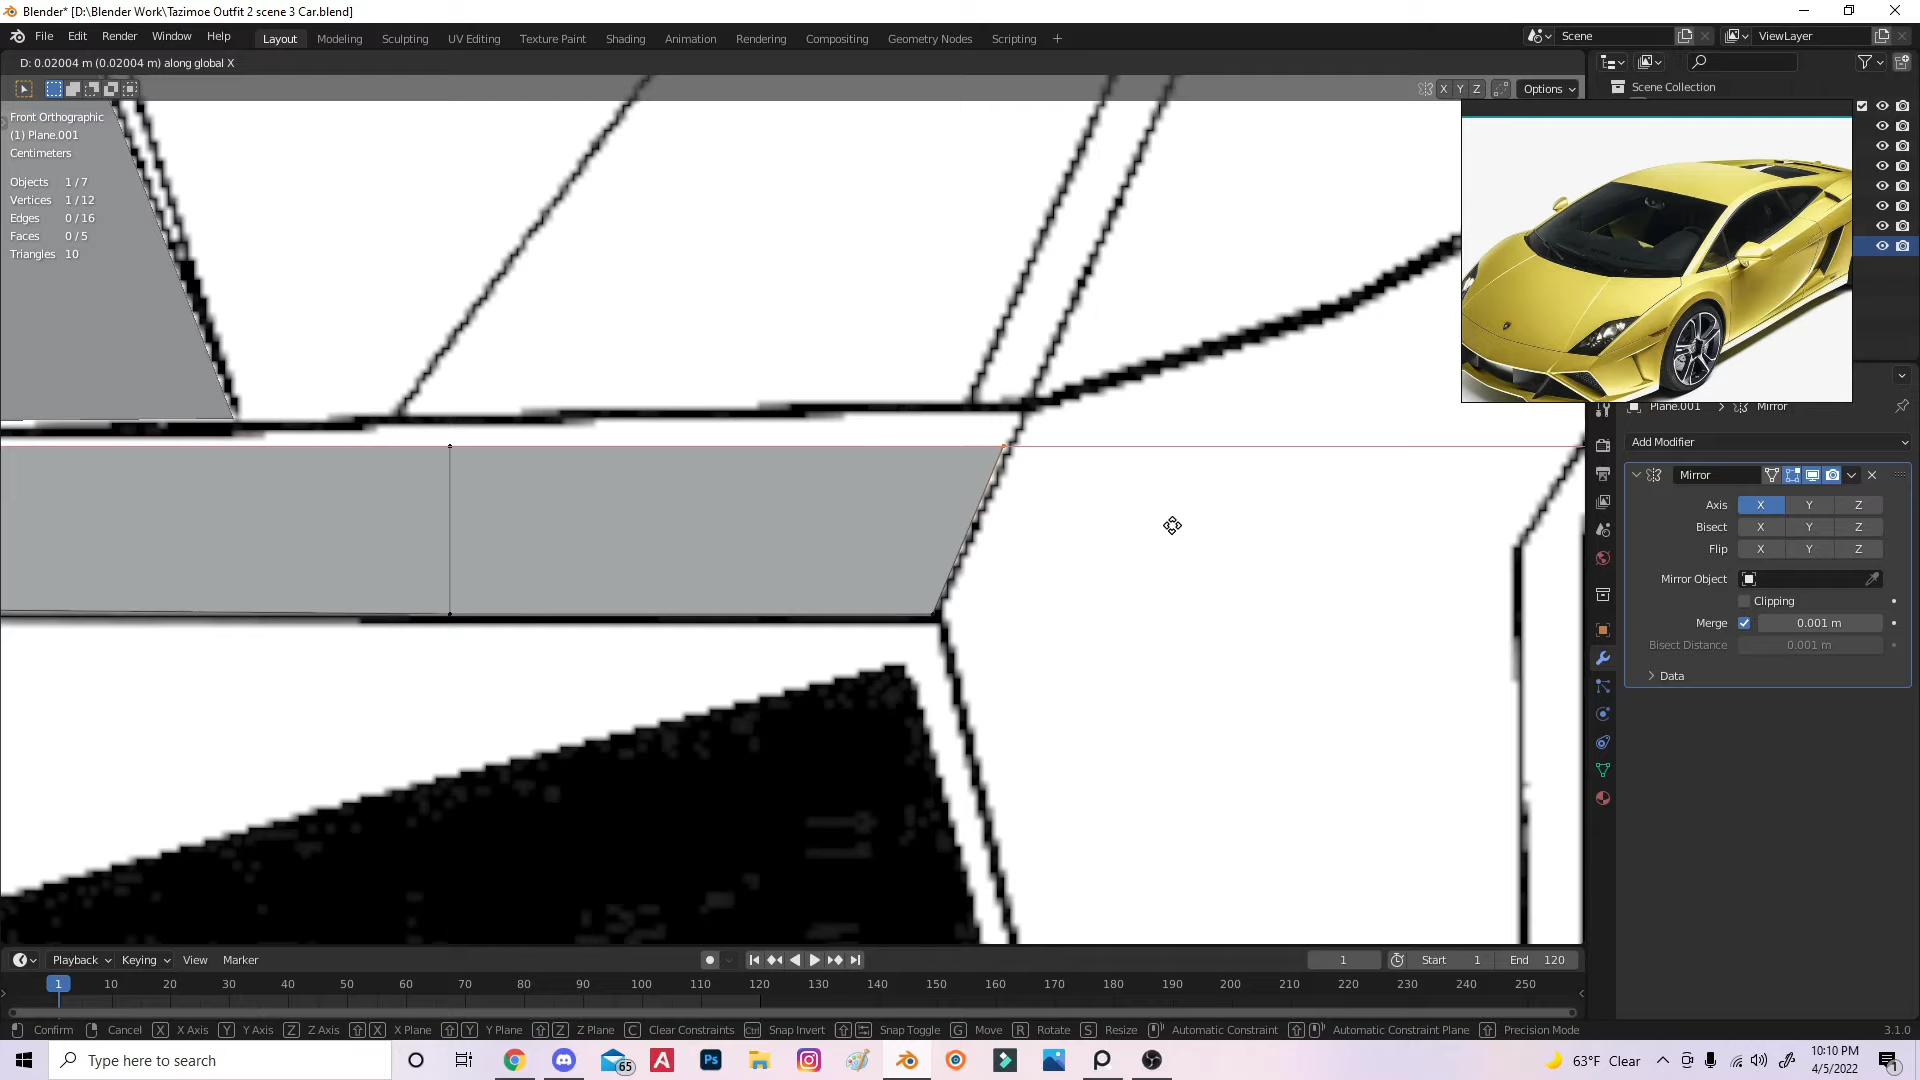 Blender* [D:\Blender Work\Tazimoe Outfit 2 scene 3 Car.blend]
File Edit Render Window Help Layout Modeling Sculpting UV Editing Texture Paint Shading Animation Rendering Compositing Geometry Nodes Scripting + Scene ViewLayer
D: 0.02004 m (0.02004 m) along global X
X Y Z Options
Scene Collection
Front Orthographic
(1) Plane.001
Centimeters
Objects 1 / 7
Vertices 1 / 12
Edges 0 / 16
Faces 0 / 5
Triangles 10
Plane.001 > Mirror
Add Modifier
Mirror
Axis X Y Z
Bisect X Y Z
Flip X Y Z
Mirror Object
Clipping
Merge 0.001 m
Bisect Distance 0.001 m
Data
Playback Keying View Marker 1 Start 1 End 120
1 10 20 30 40 50 60 70 80 90 100 110 120 130 140 150 160 170 180 190 200 210 220 230 240 250
Confirm Cancel X X Axis Y Y Axis Z Z Axis X X Plane Y Y Plane Z Z Plane C Clear Constraints Ctrl Snap Invert Snap Toggle G Move R Rotate S Resize Automatic Constraint Automatic Constraint Plane Precision Mode 3.1.0
Type here to search 65 Ps 63°F Clear 10:10 PM
4/5/2022 1